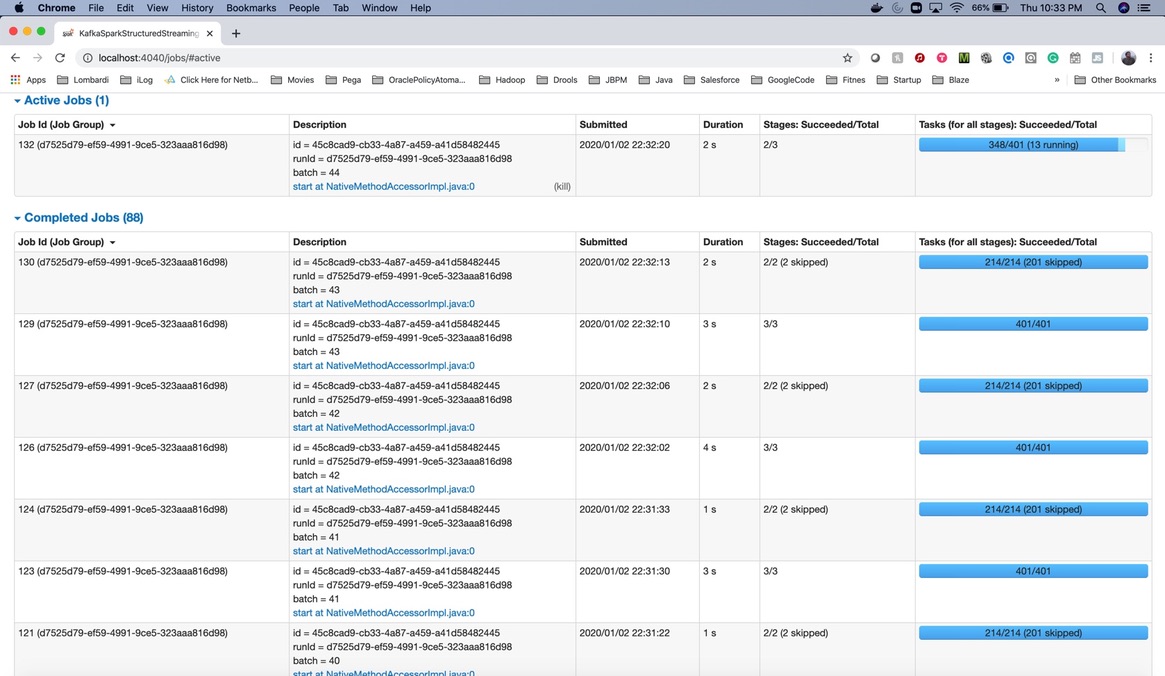 Chrome File Edit View History Bookmarks People Tab Window Help 66% Thu 10:33 PM
KafkaSparkStructuredStreaming
localhost:4040/jobs/#active
Apps Lombardi iLog Click Here for Netb... Movies Pega OraclePolicyAtoma... Hadoop Drools JBPM Java Salesforce GoogleCode Fitnes Startup Blaze » Other Bookmarks
Active Jobs (1)
Job Id (Job Group) Description Submitted Duration Stages: Succeeded/Total Tasks (for all stages): Succeeded/Total
132 (d7525d79-ef59-4991-9ce5-323aaa816d98) id = 45c8cad9-cb33-4a87-a459-a41d58482445 2020/01/02 22:32:20 2 s 2/3 348/401 (13 running)
runId = d7525d79-ef59-4991-9ce5-323aaa816d98
batch = 44
start at NativeMethodAccessorImpl.java:0 (kill)
Completed Jobs (88)
Job Id (Job Group) Description Submitted Duration Stages: Succeeded/Total Tasks (for all stages): Succeeded/Total
130 (d7525d79-ef59-4991-9ce5-323aaa816d98) id = 45c8cad9-cb33-4a87-a459-a41d58482445 2020/01/02 22:32:13 2 s 2/2 (2 skipped) 214/214 (201 skipped)
runId = d7525d79-ef59-4991-9ce5-323aaa816d98
batch = 43
start at NativeMethodAccessorImpl.java:0
129 (d7525d79-ef59-4991-9ce5-323aaa816d98) id = 45c8cad9-cb33-4a87-a459-a41d58482445 2020/01/02 22:32:10 3 s 3/3 401/401
runId = d7525d79-ef59-4991-9ce5-323aaa816d98
batch = 43
start at NativeMethodAccessorImpl.java:0
127 (d7525d79-ef59-4991-9ce5-323aaa816d98) id = 45c8cad9-cb33-4a87-a459-a41d58482445 2020/01/02 22:32:06 2 s 2/2 (2 skipped) 214/214 (201 skipped)
runId = d7525d79-ef59-4991-9ce5-323aaa816d98
batch = 42
start at NativeMethodAccessorImpl.java:0
126 (d7525d79-ef59-4991-9ce5-323aaa816d98) id = 45c8cad9-cb33-4a87-a459-a41d58482445 2020/01/02 22:32:02 4 s 3/3 401/401
runId = d7525d79-ef59-4991-9ce5-323aaa816d98
batch = 42
start at NativeMethodAccessorImpl.java:0
124 (d7525d79-ef59-4991-9ce5-323aaa816d98) id = 45c8cad9-cb33-4a87-a459-a41d58482445 2020/01/02 22:31:33 1 s 2/2 (2 skipped) 214/214 (201 skipped)
runId = d7525d79-ef59-4991-9ce5-323aaa816d98
batch = 41
start at NativeMethodAccessorImpl.java:0
123 (d7525d79-ef59-4991-9ce5-323aaa816d98) id = 45c8cad9-cb33-4a87-a459-a41d58482445 2020/01/02 22:31:30 3 s 3/3 401/401
runId = d7525d79-ef59-4991-9ce5-323aaa816d98
batch = 41
start at NativeMethodAccessorImpl.java:0
121 (d7525d79-ef59-4991-9ce5-323aaa816d98) id = 45c8cad9-cb33-4a87-a459-a41d58482445 2020/01/02 22:31:22 1 s 2/2 (2 skipped) 214/214 (201 skipped)
runId = d7525d79-ef59-4991-9ce5-323aaa816d98
batch = 40
start at NativeMethodAccessorImpl.java:0